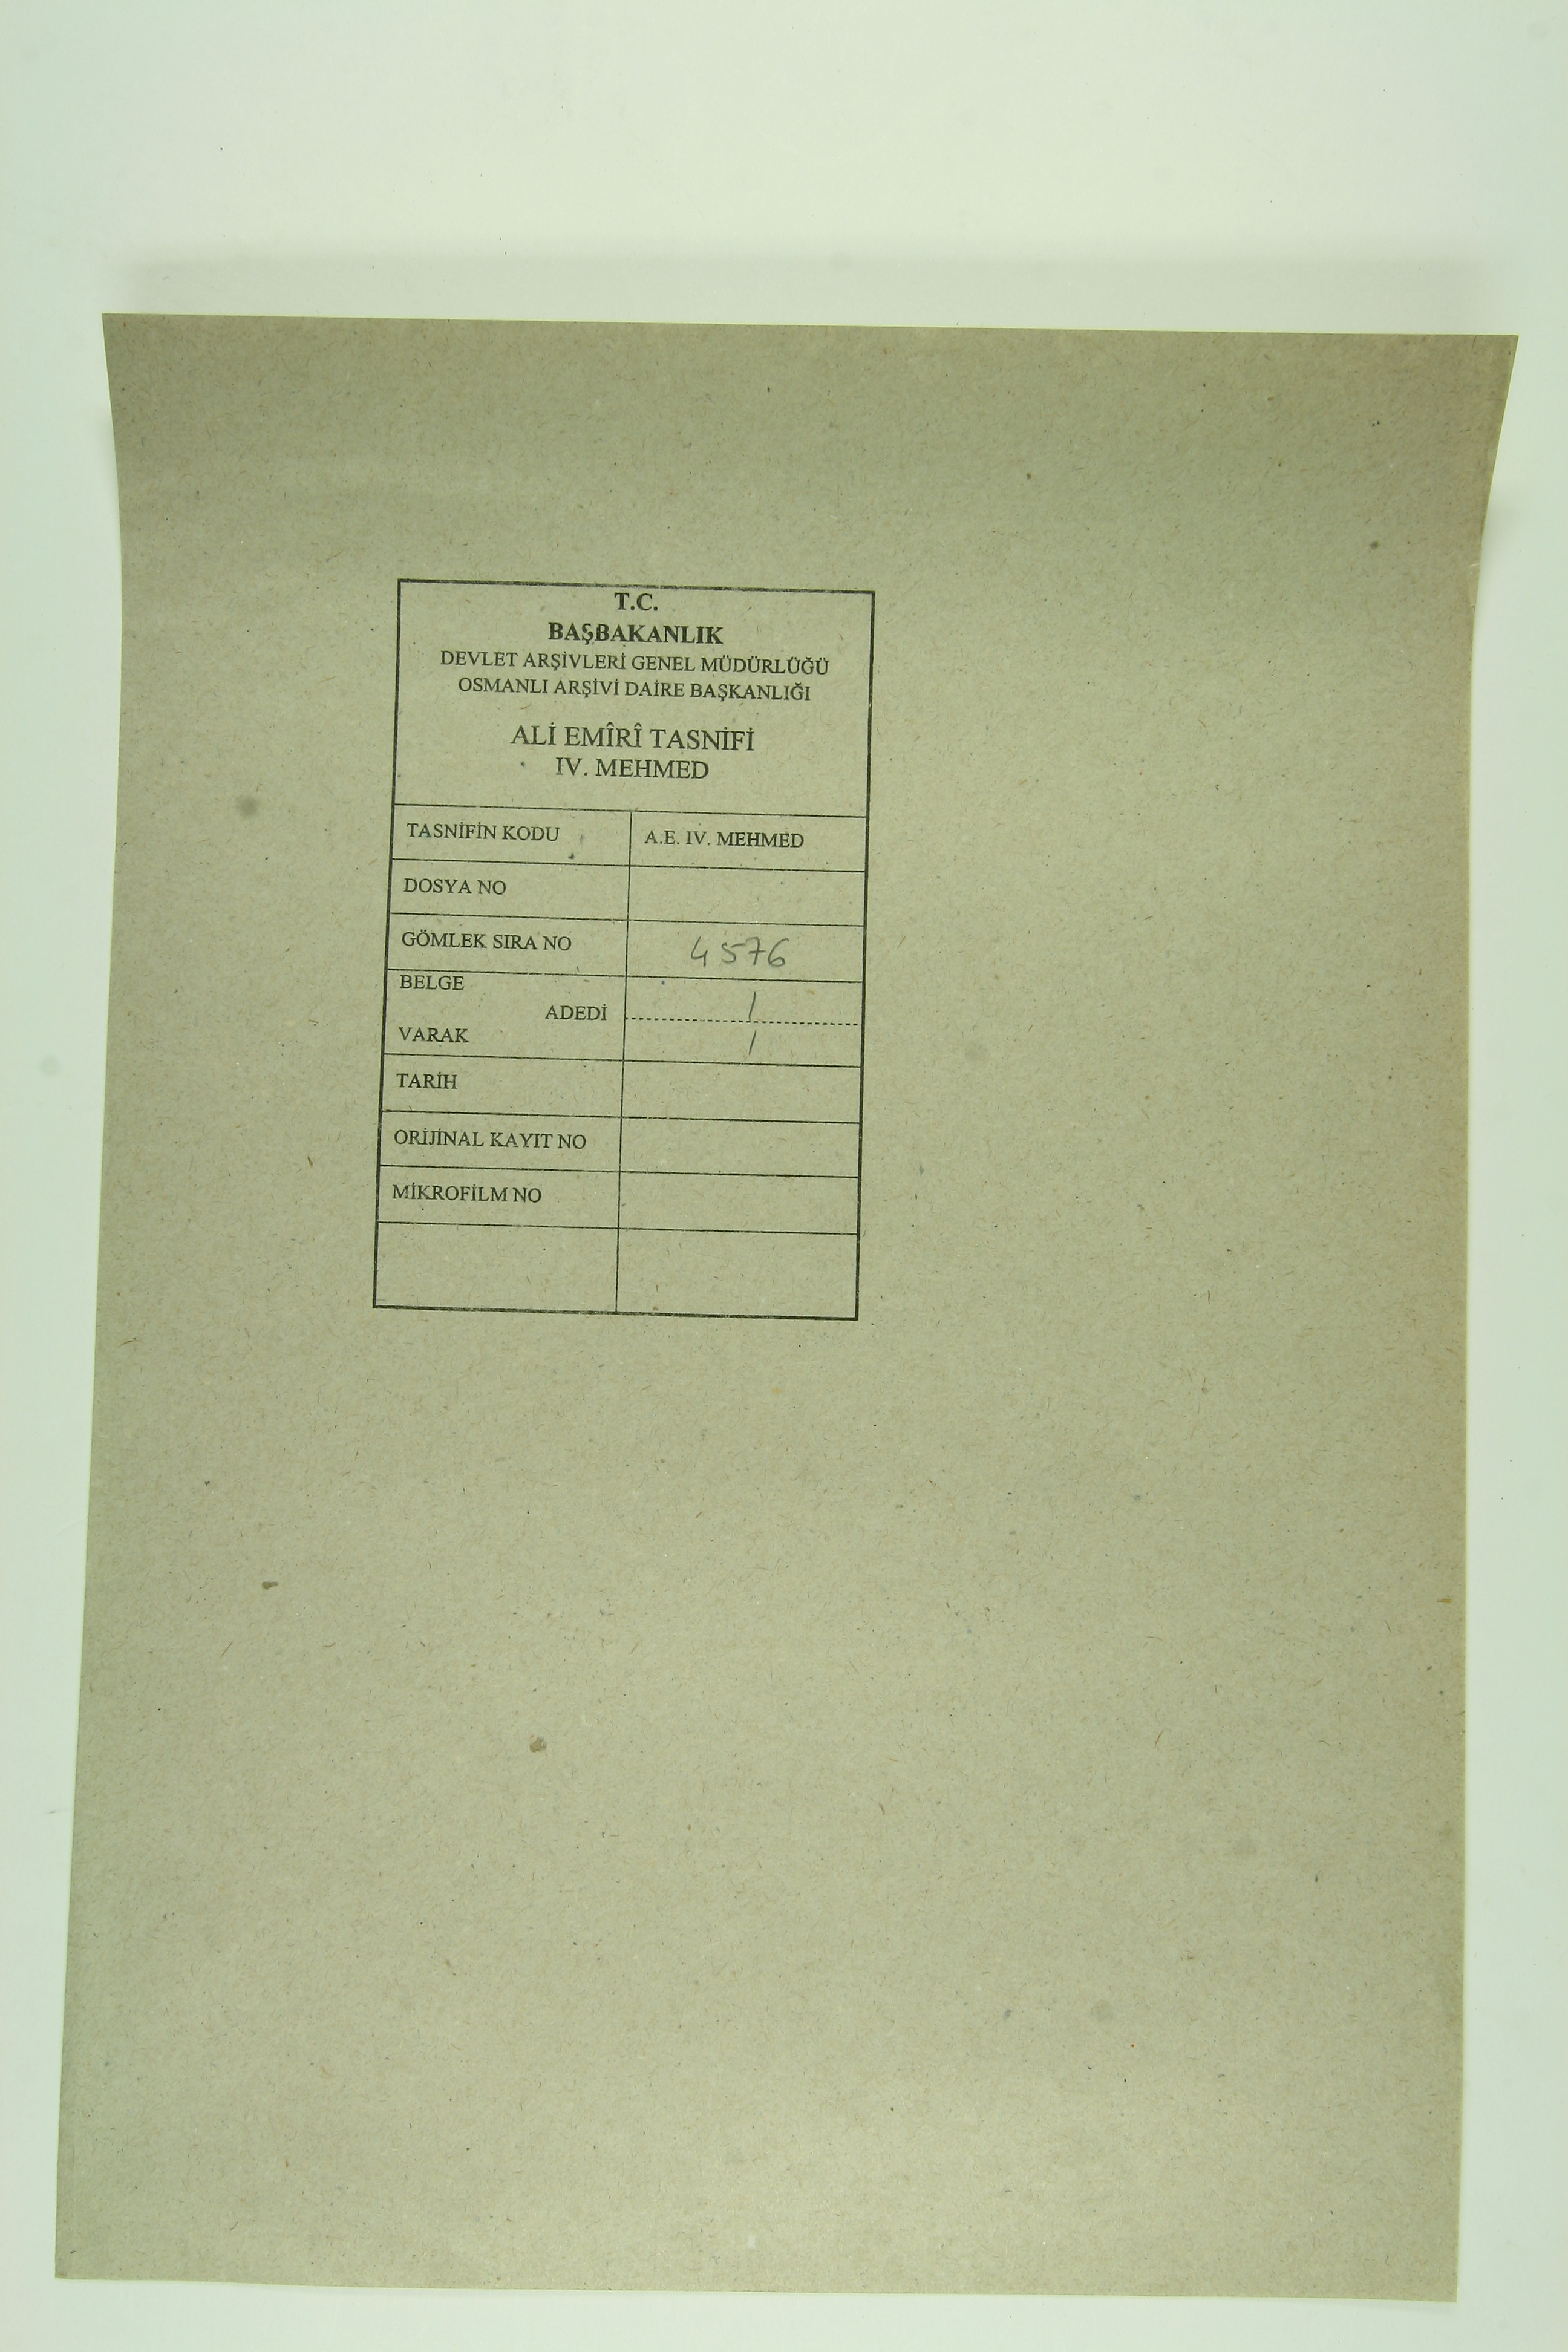 T.C.
BAŞBAKANLIK
DEVLET ARŞİVLERİ GENEL MÜDÜRLÜĞÜ
OSMANLI ARŞİVİ DAİRE BAŞKANLIĞI
ALİ EMÎRÎ TASNİFİ
IV. MEHMED
TASNİFİN KODU A.E. IV. MEHMED
DOSYA NO
GÖMLEK SIRA NO 4576
BELGE
ADEDİ 1
VARAK 1
TARİH
ORİJİNAL KAYIT NO
MİKROFİLM NO